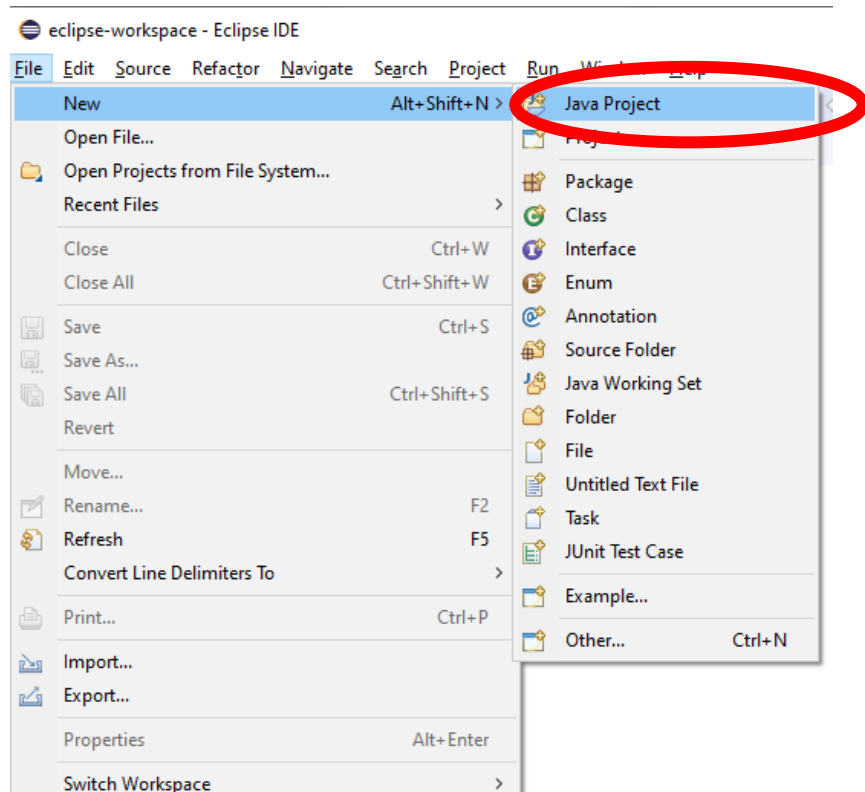 eclipse-workspace - Eclipse IDE
File Edit Source Refactor Navigate Search Project Run
New Alt+Shift+N >
Open File...
Open Projects from File System...
Recent Files >
Close Ctrl+W
Close All Ctrl+Shift+W
Save Ctrl+S
Save As...
Save All Ctrl+Shift+S
Revert
Move...
Rename... F2
Refresh F5
Convert Line Delimiters To >
Print... Ctrl+P
Import...
Export...
Properties Alt+Enter
Switch Workspace >
Java Project
Package
Class
Interface
Enum
Annotation
Source Folder
Java Working Set
Folder
File
Untitled Text File
Task
JUnit Test Case
Example...
Other... Ctrl+N